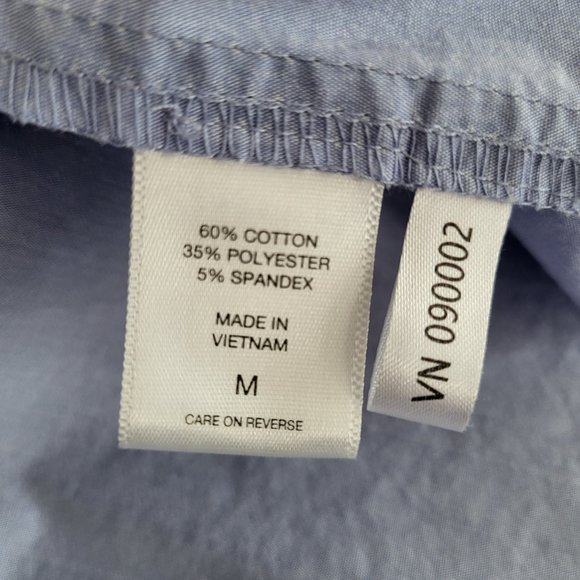 60% COTTON
35% POLYESTER
5% SPANDEX
MADE IN
VIETNAM
M
CARE ON REVERSE
VN 090002